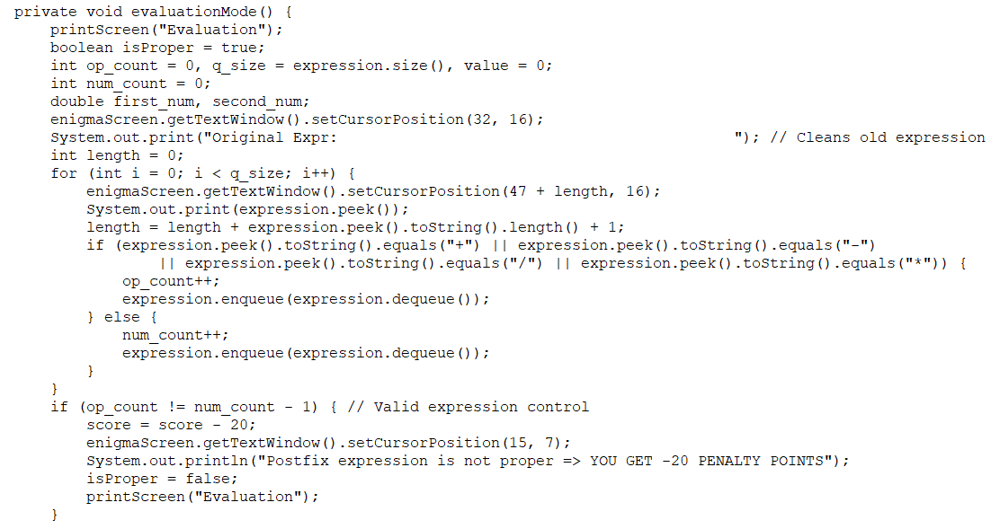 private void evaluationMode() {
    printScreen("Evaluation");
    boolean isProper = true;
    int op_count = 0, q_size = expression.size(), value = 0;
    int num_count = 0;
    double first_num, second_num;
    enigmaScreen.getTextWindow().setCursorPosition(32, 16);
    System.out.print("Original Expr:                                            "); // Cleans old expression
    int length = 0;
    for (int i = 0; i < q_size; i++) {
        enigmaScreen.getTextWindow().setCursorPosition(47 + length, 16);
        System.out.print(expression.peek());
        length = length + expression.peek().toString().length() + 1;
        if (expression.peek().toString().equals("+") || expression.peek().toString().equals("-")
                || expression.peek().toString().equals("/") || expression.peek().toString().equals("*")) {
            op_count++;
            expression.enqueue(expression.dequeue());
        } else {
            num_count++;
            expression.enqueue(expression.dequeue());
        }
    }
    if (op_count != num_count - 1) { // Valid expression control
        score = score - 20;
        enigmaScreen.getTextWindow().setCursorPosition(15, 7);
        System.out.println("Postfix expression is not proper => YOU GET -20 PENALTY POINTS");
        isProper = false;
        printScreen("Evaluation");
    }